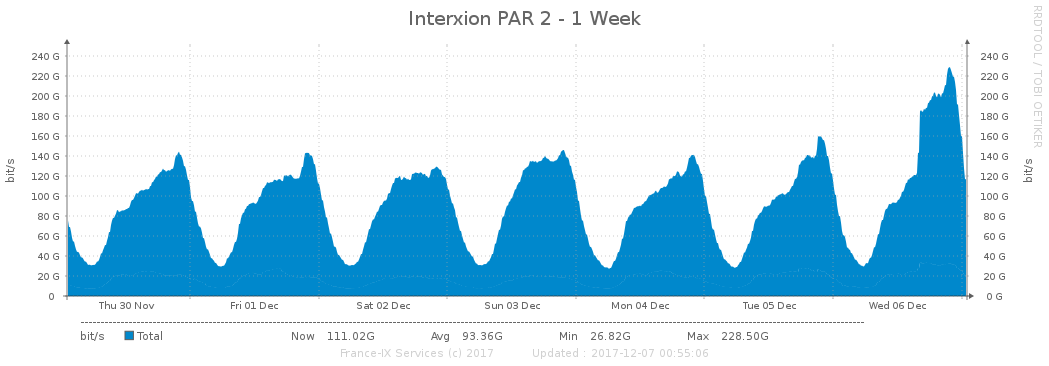 Interxion PAR 2 - 1 Week
RRDTOOL / TOBI OETIKER
bit/s
240 G
220 G
200 G
180 G
160 G
140 G
120 G
100 G
80 G
60 G
40 G
20 G
0
240 G
220 G
200 G
180 G
160 G
140 G
120 G
100 G
80 G
60 G
40 G
20 G
0 G
bit/s
Thu 30 Nov Fri 01 Dec Sat 02 Dec Sun 03 Dec Mon 04 Dec Tue 05 Dec Wed 06 Dec
bit/s Total Now 111.02G Avg 93.36G Min 26.82G Max 228.50G
France-IX Services (c) 2017 Updated : 2017-12-07 00:55:06